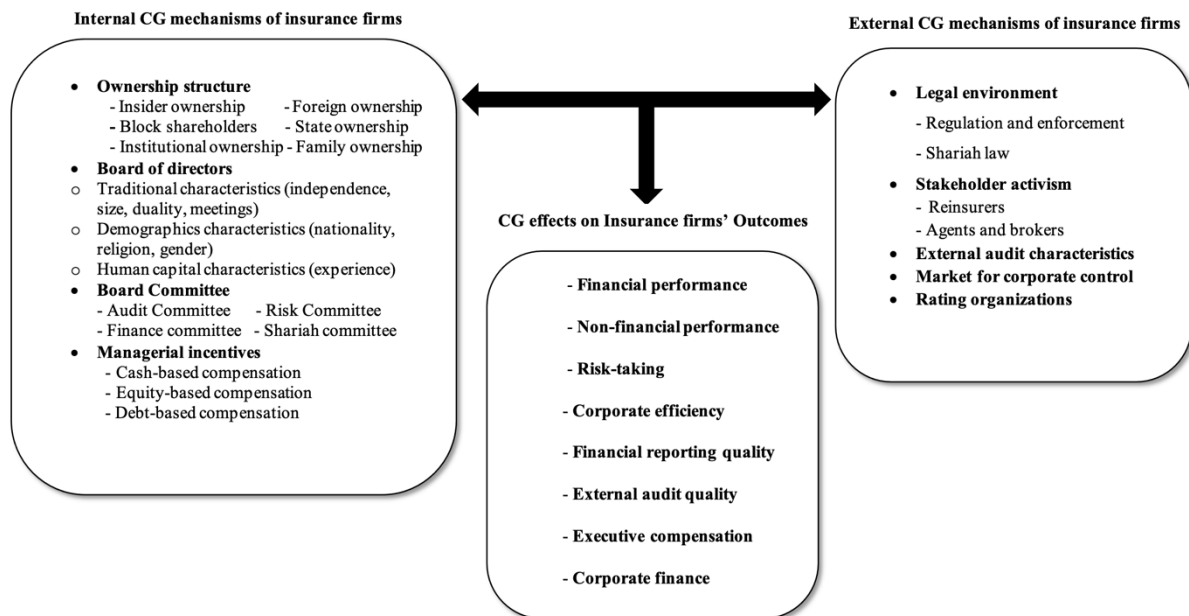 Internal CG mechanisms of insurance firms
• Ownership structure
- Insider ownership - Foreign ownership
- Block shareholders - State ownership
- Institutional ownership - Family ownership
• Board of directors
o Traditional characteristics (independence,
size, duality, meetings)
o Demographics characteristics (nationality,
religion, gender)
o Human capital characteristics (experience)
• Board Committee
- Audit Committee - Risk Committee
- Finance committee - Shariah committee
• Managerial incentives
- Cash-based compensation
- Equity-based compensation
- Debt-based compensation
CG effects on Insurance firms’ Outcomes
- Financial performance
- Non-financial performance
- Risk-taking
- Corporate efficiency
- Financial reporting quality
- External audit quality
- Executive compensation
- Corporate finance
External CG mechanisms of insurance firms
• Legal environment
- Regulation and enforcement
- Shariah law
• Stakeholder activism
- Reinsurers
- Agents and brokers
• External audit characteristics
• Market for corporate control
• Rating organizations